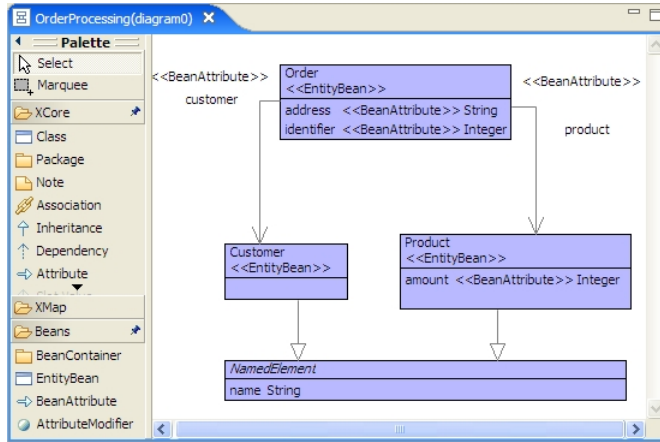 OrderProcessing(diagram0)
Palette
Select
Marquee
XCore
Class
Package
Note
Association
Inheritance
Dependency
Attribute
XMap
Beans
BeanContainer
EntityBean
BeanAttribute
AttributeModifier
<<BeanAttribute>>
customer
Order
<<EntityBean>>
address <<BeanAttribute>> String
identifier <<BeanAttribute>> Integer
<<BeanAttribute>>
product
Customer
<<EntityBean>>
Product
<<EntityBean>>
amount <<BeanAttribute>> Integer
NamedElement
name String